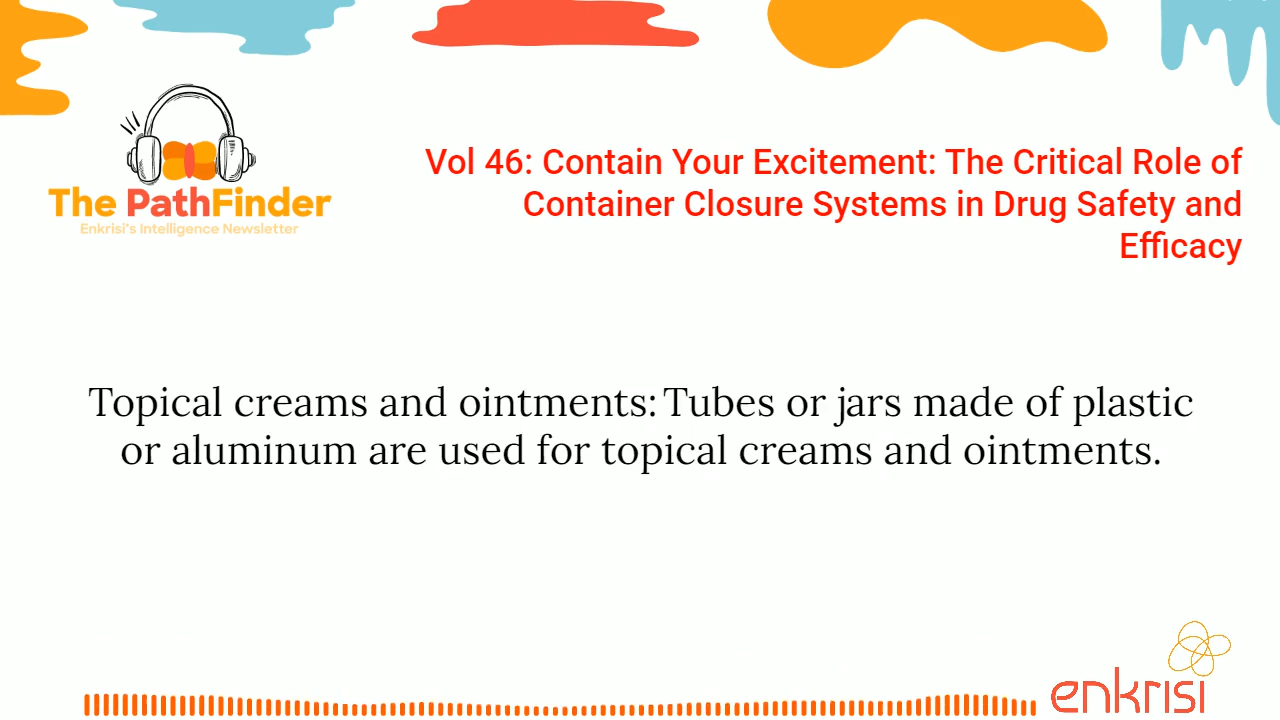 The PathFinder
Enkrisi's Intelligence Newsletter
Vol 46: Contain Your Excitement: The Critical Role of
Container Closure Systems in Drug Safety and
Efficacy
Topical creams and ointments: Tubes or jars made of plastic
or aluminum are used for topical creams and ointments.
enkrisi